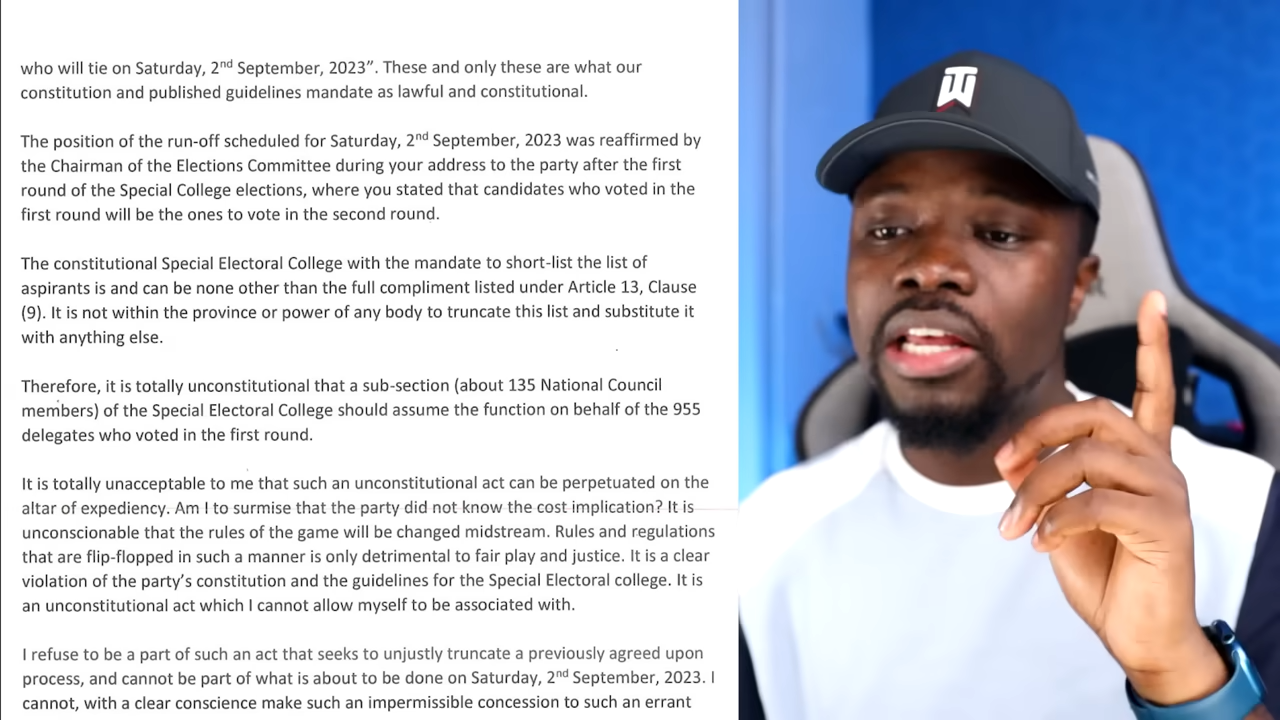 who will tie on Saturday, 2nd September, 2023”. These and only these are what our
constitution and published guidelines mandate as lawful and constitutional.
The position of the run-off scheduled for Saturday, 2nd September, 2023 was reaffirmed by
the Chairman of the Elections Committee during your address to the party after the first
round of the Special College elections, where you stated that candidates who voted in the
first round will be the ones to vote in the second round.
The constitutional Special Electoral College with the mandate to short-list the list of
aspirants is and can be none other than the full compliment listed under Article 13, Clause
(9). It is not within the province or power of any body to truncate this list and substitute it
with anything else.
Therefore, it is totally unconstitutional that a sub-section (about 135 National Council
members) of the Special Electoral College should assume the function on behalf of the 955
delegates who voted in the first round.
It is totally unacceptable to me that such an unconstitutional act can be perpetuated on the
altar of expediency. Am I to surmise that the party did not know the cost implication? It is
unconscionable that the rules of the game will be changed midstream. Rules and regulations
that are flip-flopped in such a manner is only detrimental to fair play and justice. It is a clear
violation of the party’s constitution and the guidelines for the Special Electoral college. It is
an unconstitutional act which I cannot allow myself to be associated with.
I refuse to be a part of such an act that seeks to unjustly truncate a previously agreed upon
process, and cannot be part of what is about to be done on Saturday, 2nd September, 2023. I
cannot, with a clear conscience make such an impermissible concession to such an errant
TW